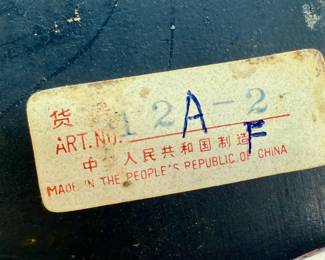 货
ART. NO. 12A-2
F
中华人民共和国制造
MADE IN THE PEOPLE'S REPUBLIC OF CHINA